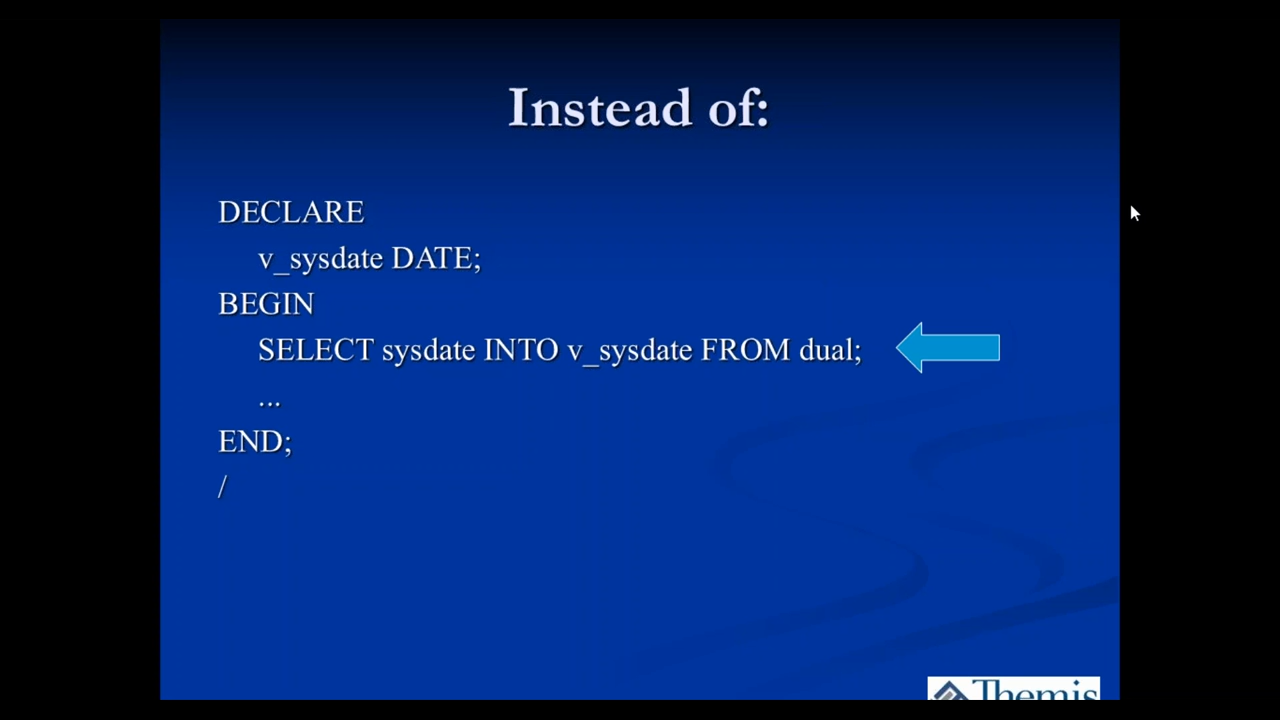 Instead of:
DECLARE
v_sysdate DATE;
BEGIN
SELECT sysdate INTO v_sysdate FROM dual;
...
END;
/
Themis